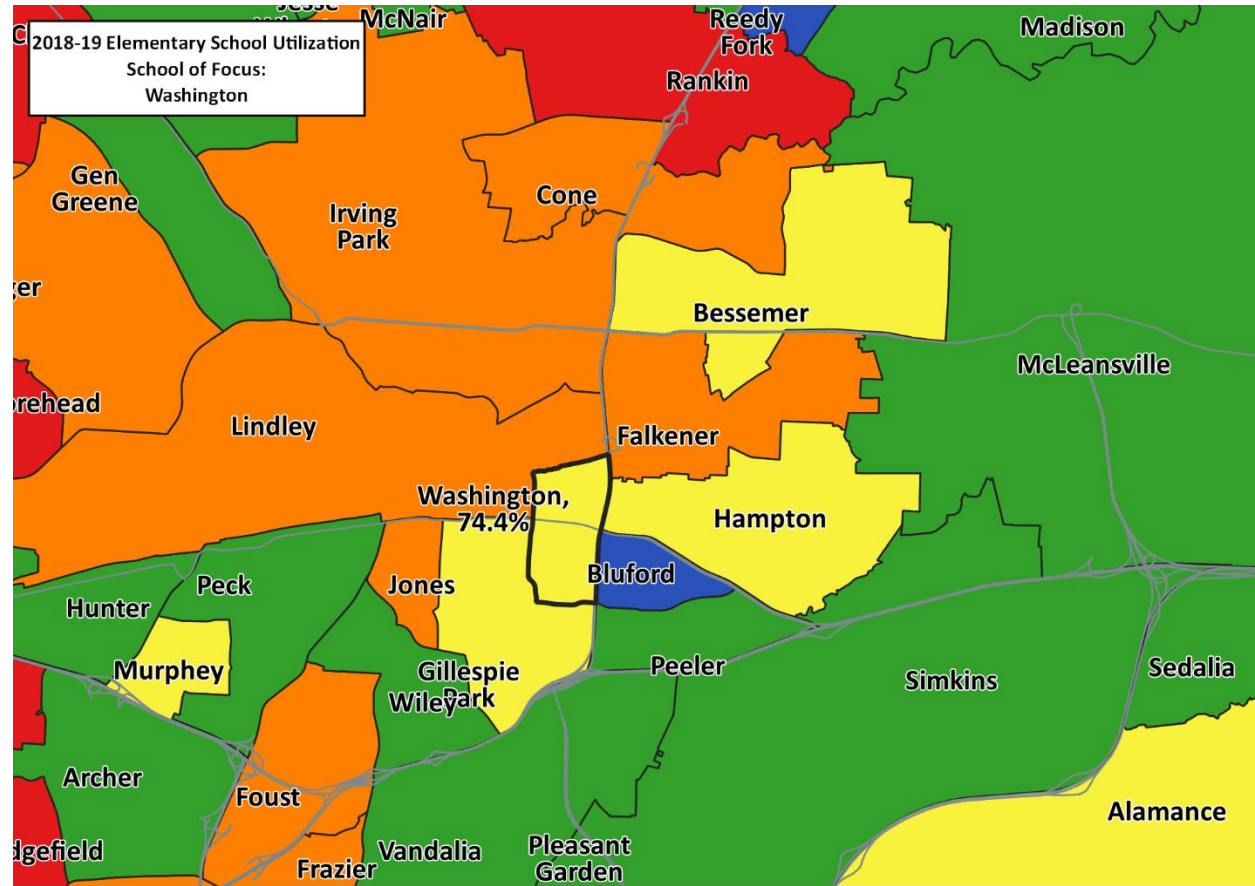 2018-19 Elementary School Utilization
School of Focus:
Washington
McNair
Reedy
Fork
Rankin
Madison
Gen
Greene
Irving
Park
Cone
Bessemer
McLeansville
Lindley
Falkener
Washington,
74.4%
Hampton
Bluford
Peck
Hunter
Jones
Murphey
Gillespie
Park
Wiley
Peeler
Simkins
Sedalia
Archer
Foust
Alamance
Vandalia
Pleasant
Garden
Frazier